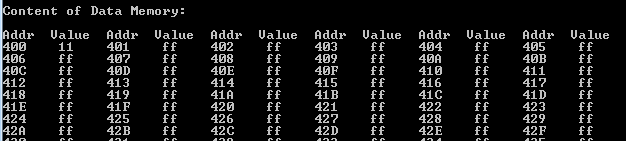 Content of Data Memory:
Addr Value Addr Value Addr Value Addr Value Addr Value Addr Value
400 11 401 ff 402 ff 403 ff 404 ff 405 ff
406 ff 407 ff 408 ff 409 ff 40A ff 40B ff
40C ff 40D ff 40E ff 40F ff 410 ff 411 ff
412 ff 413 ff 414 ff 415 ff 416 ff 417 ff
418 ff 419 ff 41A ff 41B ff 41C ff 41D ff
41E ff 41F ff 420 ff 421 ff 422 ff 423 ff
424 ff 425 ff 426 ff 427 ff 428 ff 429 ff
42A ff 42B ff 42C ff 42D ff 42E ff 42F ff